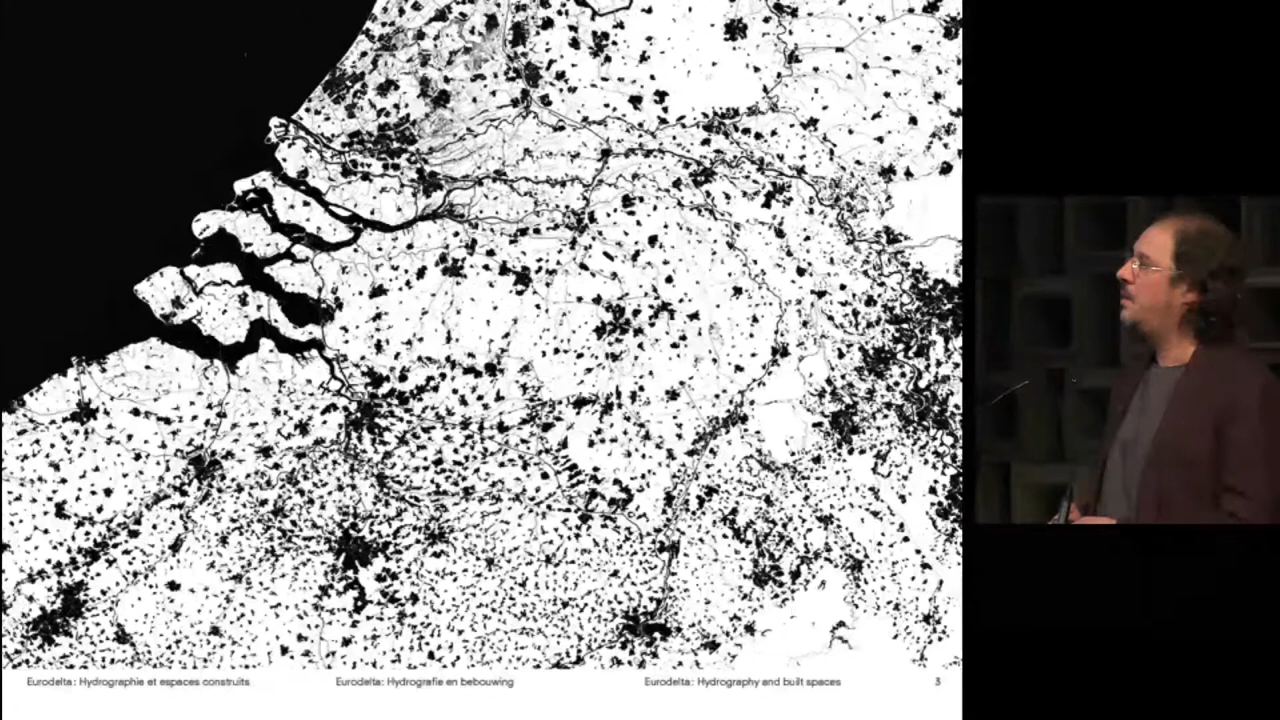 Eurodelta: Hydrographie et espaces construits
Eurodelta: Hydrografie en bebouwing
Eurodelta: Hydrography and built spaces
3